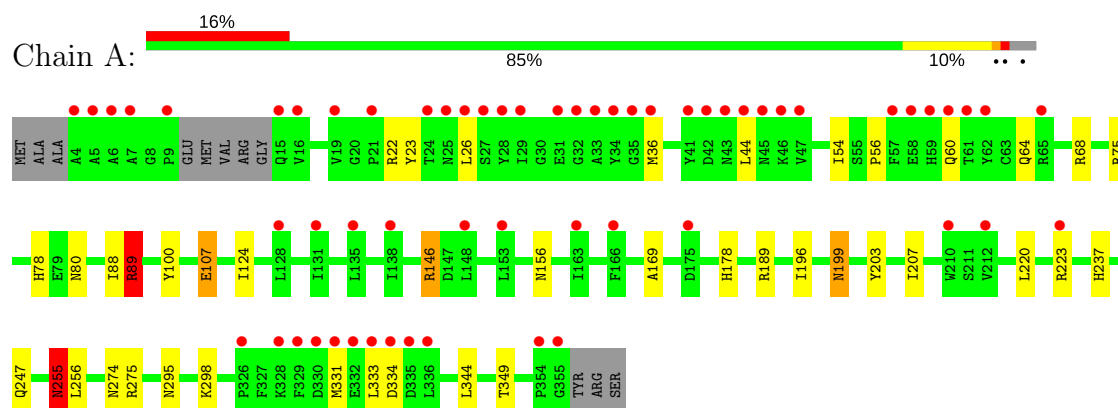 16%
Chain A:
85% 10%
MET ALA ALA A4 A5 A6 A7 G8 P9 GLU MET VAL ARG GLY Q15 V16 V19 G20 P21 R22 Y23 T24 N25 L26 S27 Y28 I29 G30 E31 G32 A33 Y34 G35 M36 Y41 D42 N43 L44 N45 K46 V47 I54 S55 P56 F57 E58 H59 Q60 T61 Y62 C63 Q64 R65 R68 R75
H78 E79 N80 I88 R89 Y100 E107 I124 L128 I131 L135 I138 R146 D147 L148 L153 N156 I163 F166 A169 D175 H178 R189 I196 N199 Y203 I207 W210 S211 V212 L220 R223 H237
Q247 N255 L256 N274 R275 N295 K298 P326 F327 K328 F329 D330 M331 E332 L333 D334 D335 L336 L344 T349 P354 G355 TYR ARG SER